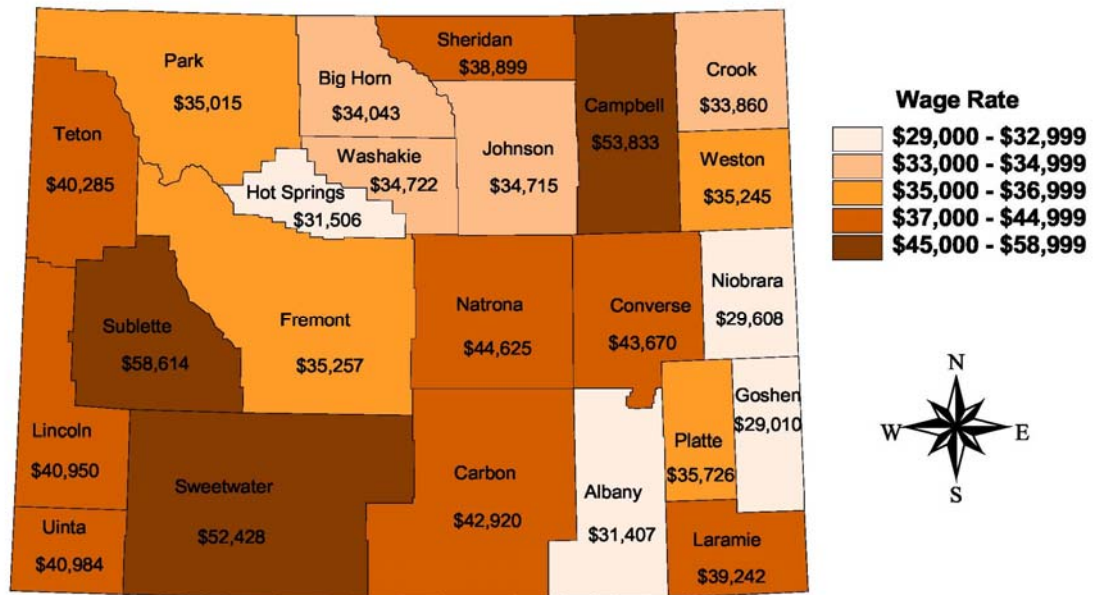 Sheridan
$38,899
Park
$35,015
Big Horn
$34,043
Crook
$33,860
Campbell
$53,833
Teton
$40,285
Washakie
$34,722
Johnson
$34,715
Weston
$35,245
Hot Springs
$31,506
Niobrara
$29,608
Natrona
$44,625
Converse
$43,670
Sublette
$58,614
Fremont
$35,257
Goshen
$29,010
Lincoln
$40,950
Platte
$35,726
Carbon
$42,920
Sweetwater
$52,428
Albany
$31,407
Uinta
$40,984
Laramie
$39,242
Wage Rate
$29,000 - $32,999
$33,000 - $34,999
$35,000 - $36,999
$37,000 - $44,999
$45,000 - $58,999
N
W
E
S